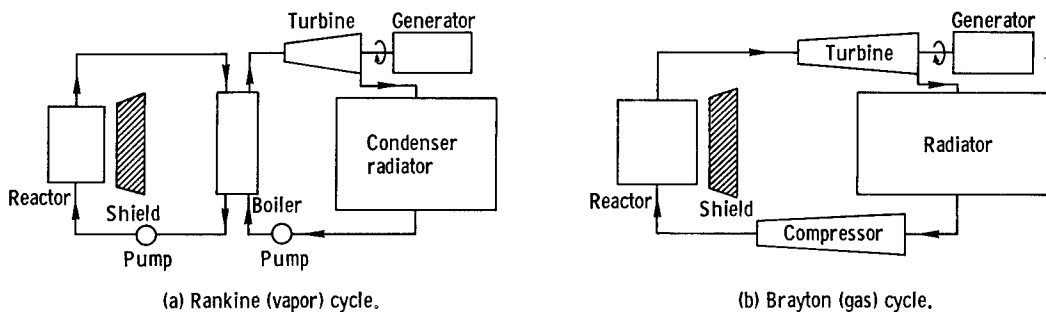 Turbine
Generator
Condenser
radiator
Reactor
Shield
Boiler
Pump
Pump
(a) Rankine (vapor) cycle.
Turbine
Generator
Radiator
Reactor
Shield
Compressor
(b) Brayton (gas) cycle.